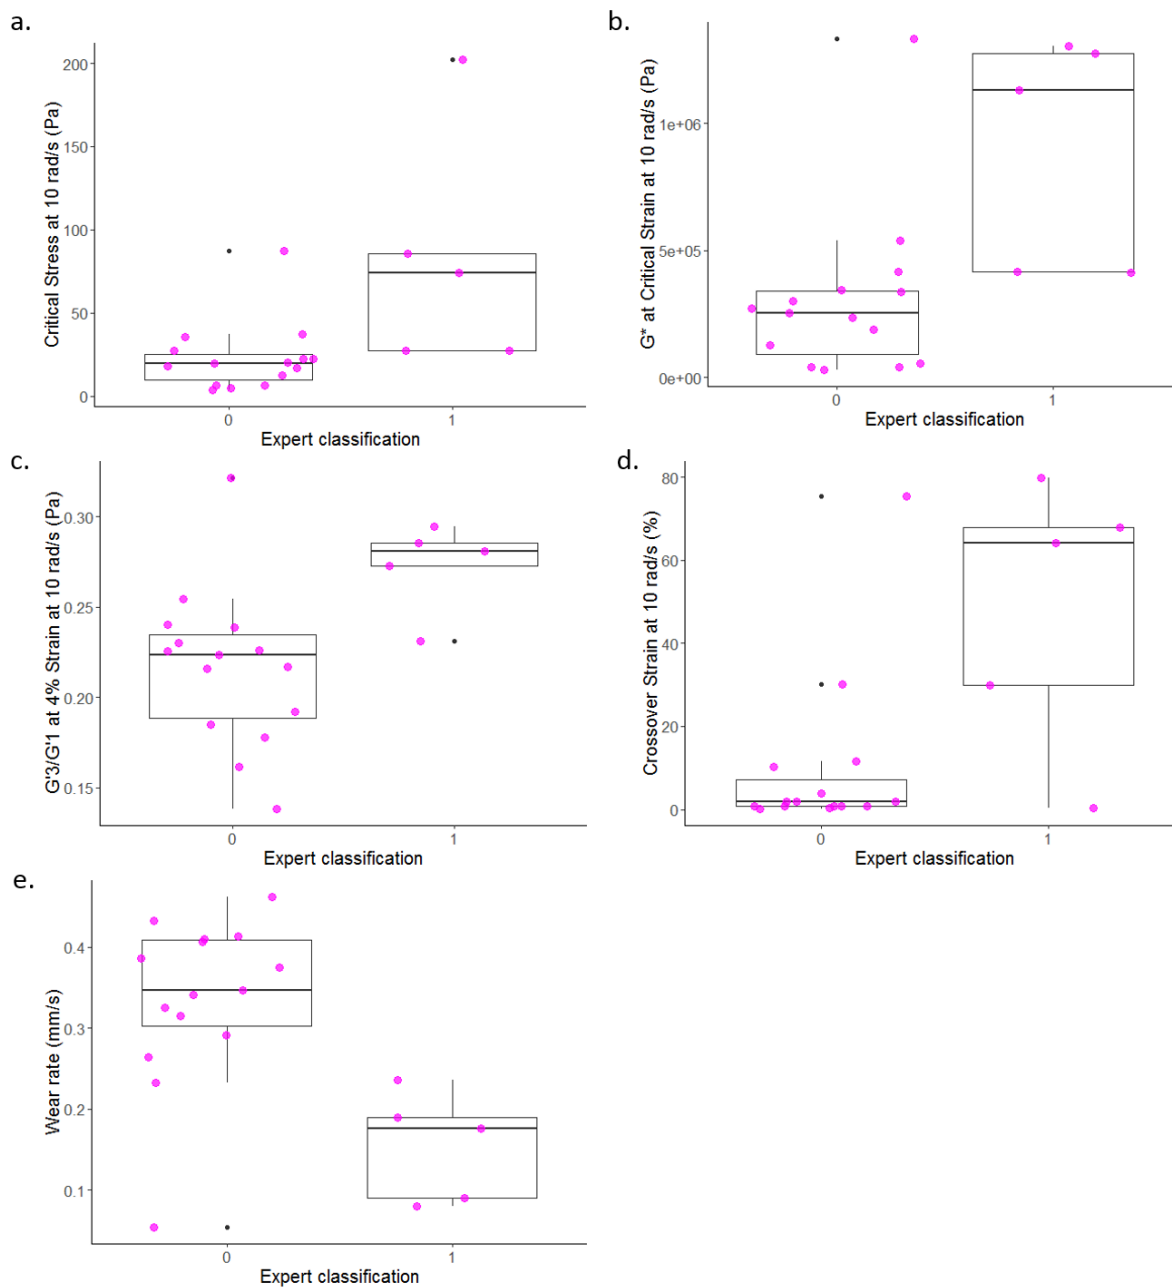 a.
Critical Stress at 10 rad/s (Pa)
200
150
100
50
0
0 1
Expert classification
b.
G* at Critical Strain at 10 rad/s (Pa)
1e+06
5e+05
0e+00
0 1
Expert classification
c.
G'3/G'1 at 4% Strain at 10 rad/s (Pa)
0.30
0.25
0.20
0.15
0 1
Expert classification
d.
Crossover Strain at 10 rad/s (%)
80
60
40
20
0
0 1
Expert classification
e.
Wear rate (mm/s)
0.4
0.3
0.2
0.1
0 1
Expert classification